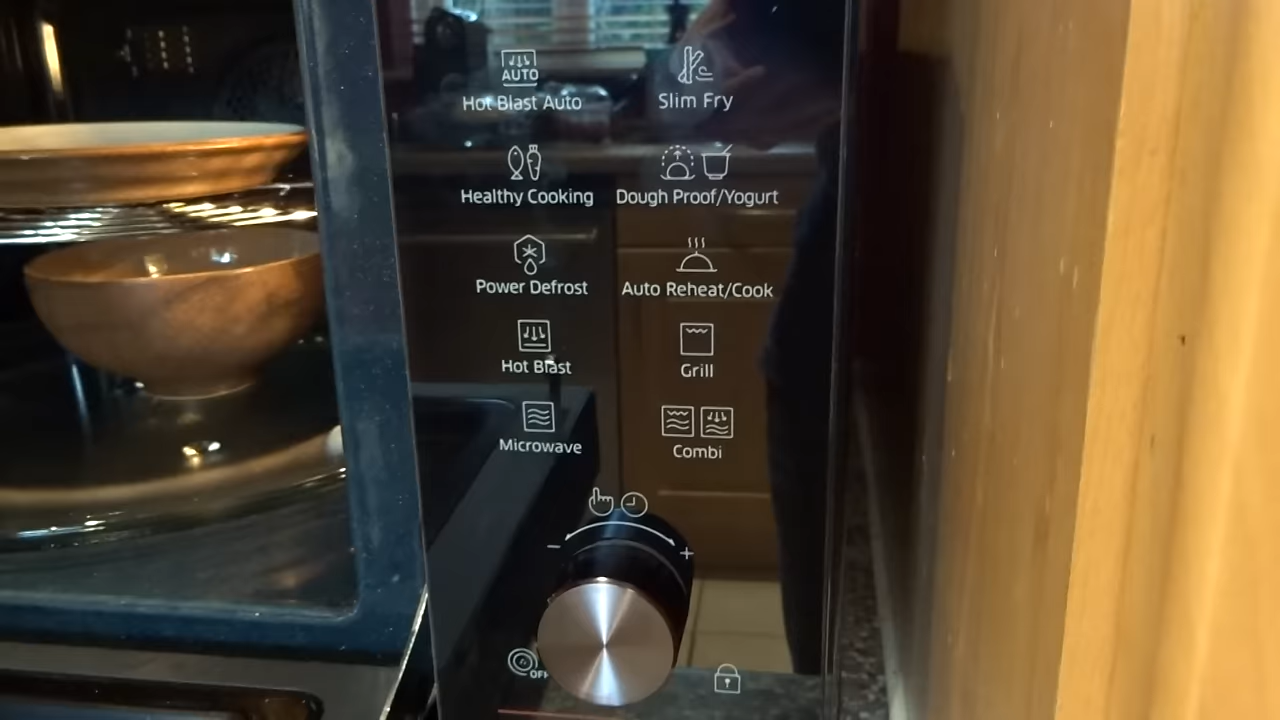 AUTO
Hot Blast Auto
Slim Fry
Healthy Cooking
Dough Proof/Yogurt
Power Defrost
Auto Reheat/Cook
Hot Blast
Grill
Microwave
Combi
- +